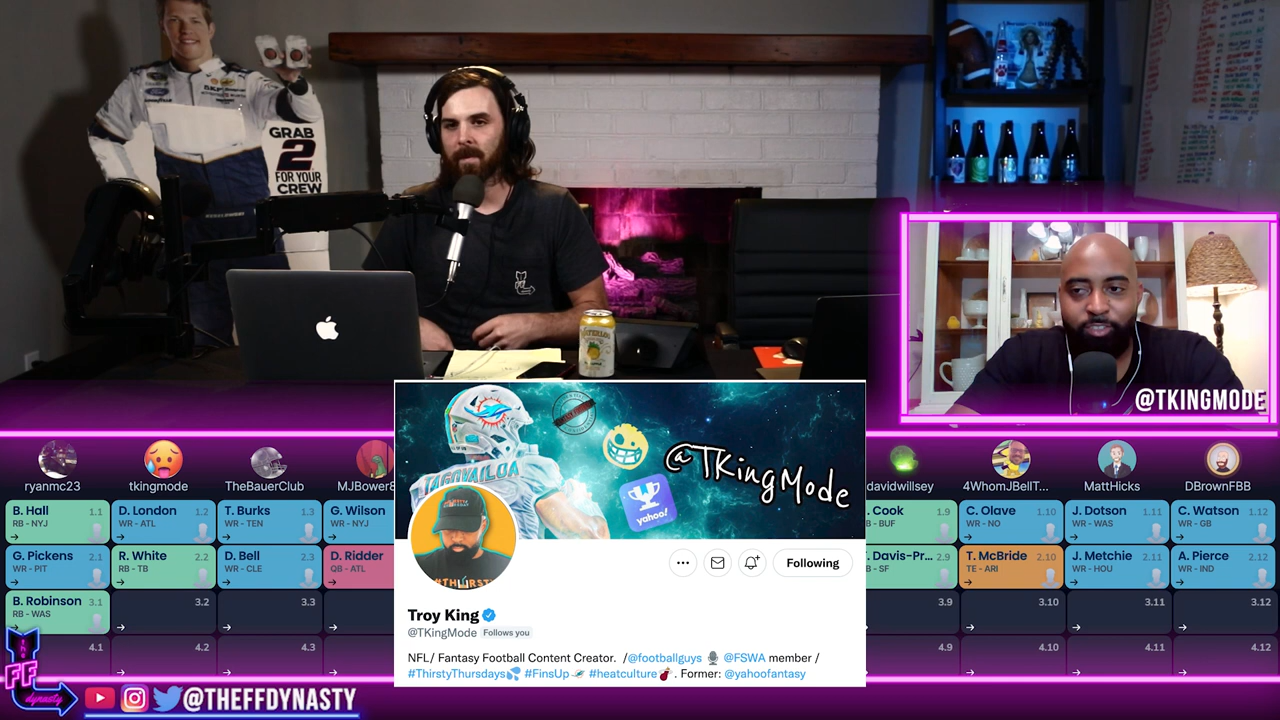 GRAB
2
FOR YOUR
CREW
@TKINGMODE
TAGOVAILOA
@TKingMode
yahoo!
#THIRSTY
Following
Troy King
@TKingMode Follows you
NFL/ Fantasy Football Content Creator. /@footballguys @FSWA member /
#ThirstyThursdays #FinsUp #heatculture . Former: @yahoofantasy
ryanmc23
tkingmode
TheBauerClub
MJBower8
davidwillsey
4WhomJBellT...
MattHicks
DBrownFBB
B. Hall 1.1
RB - NYJ
D. London 1.2
WR - ATL
T. Burks 1.3
WR - TEN
G. Wilson
WR - NYJ
. Cook 1.9
- BUF
C. Olave 1.10
WR - NO
J. Dotson 1.11
WR - WAS
C. Watson 1.12
WR - GB
G. Pickens 2.1
WR - PIT
R. White 2.2
RB - TB
D. Bell 2.3
WR - CLE
D. Ridder
QB - ATL
. Davis-Pr... 2.9
- SF
T. McBride 2.10
TE - ARI
J. Metchie 2.11
WR - HOU
A. Pierce 2.12
WR - IND
B. Robinson 3.1
RB - WAS
3.2
3.3
3.9
3.10
3.11
3.12
4.1
4.2
4.3
4.9
4.10
4.11
4.12
the
FF
dynasty
@THEFFDYNASTY